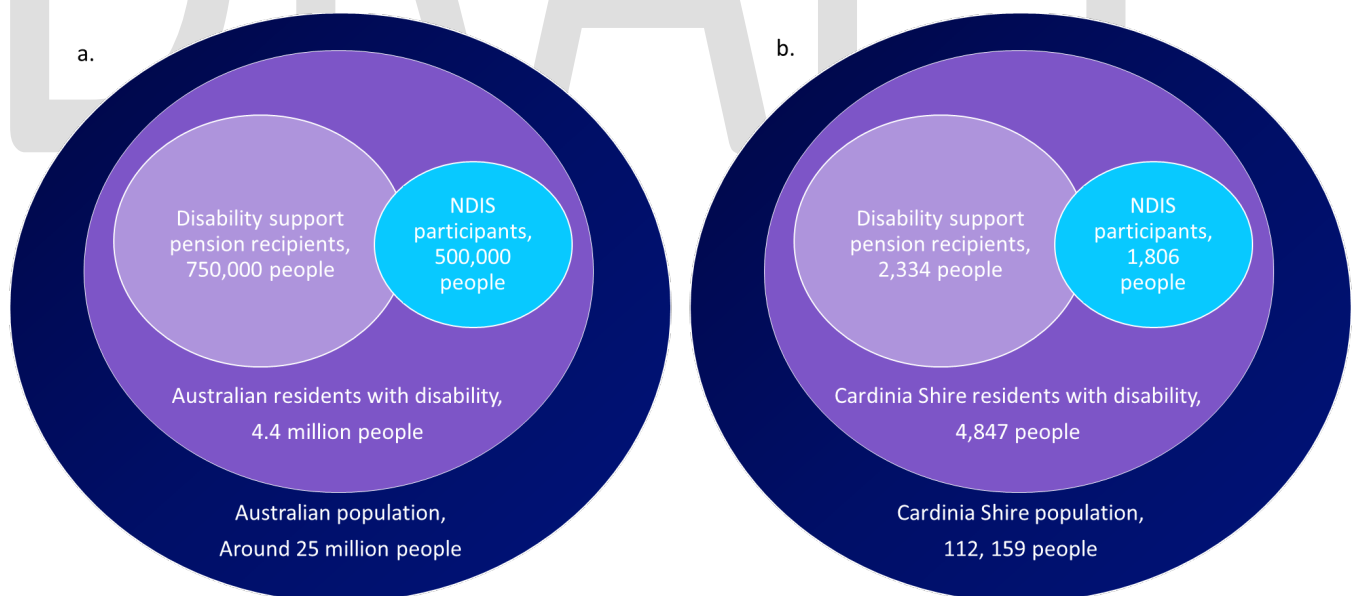 a.
Disability support
pension recipients,
750,000 people
NDIS
participants,
500,000
people
Australian residents with disability,
4.4 million people
Australian population,
Around 25 million people
b.
Disability support
pension recipients,
2,334 people
NDIS
participants,
1,806
people
Cardinia Shire residents with disability,
4,847 people
Cardinia Shire population,
112, 159 people